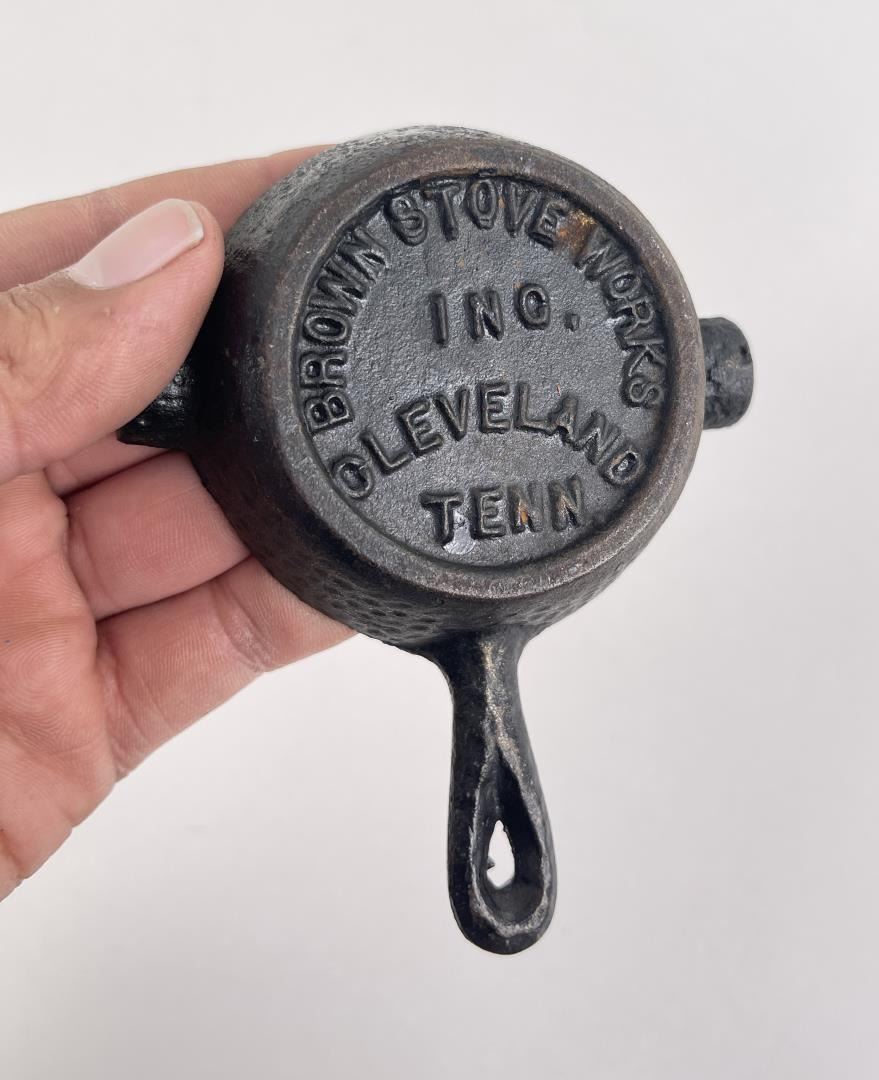 BROWN STOVE WORKS
INC.
CLEVELAND
TENN